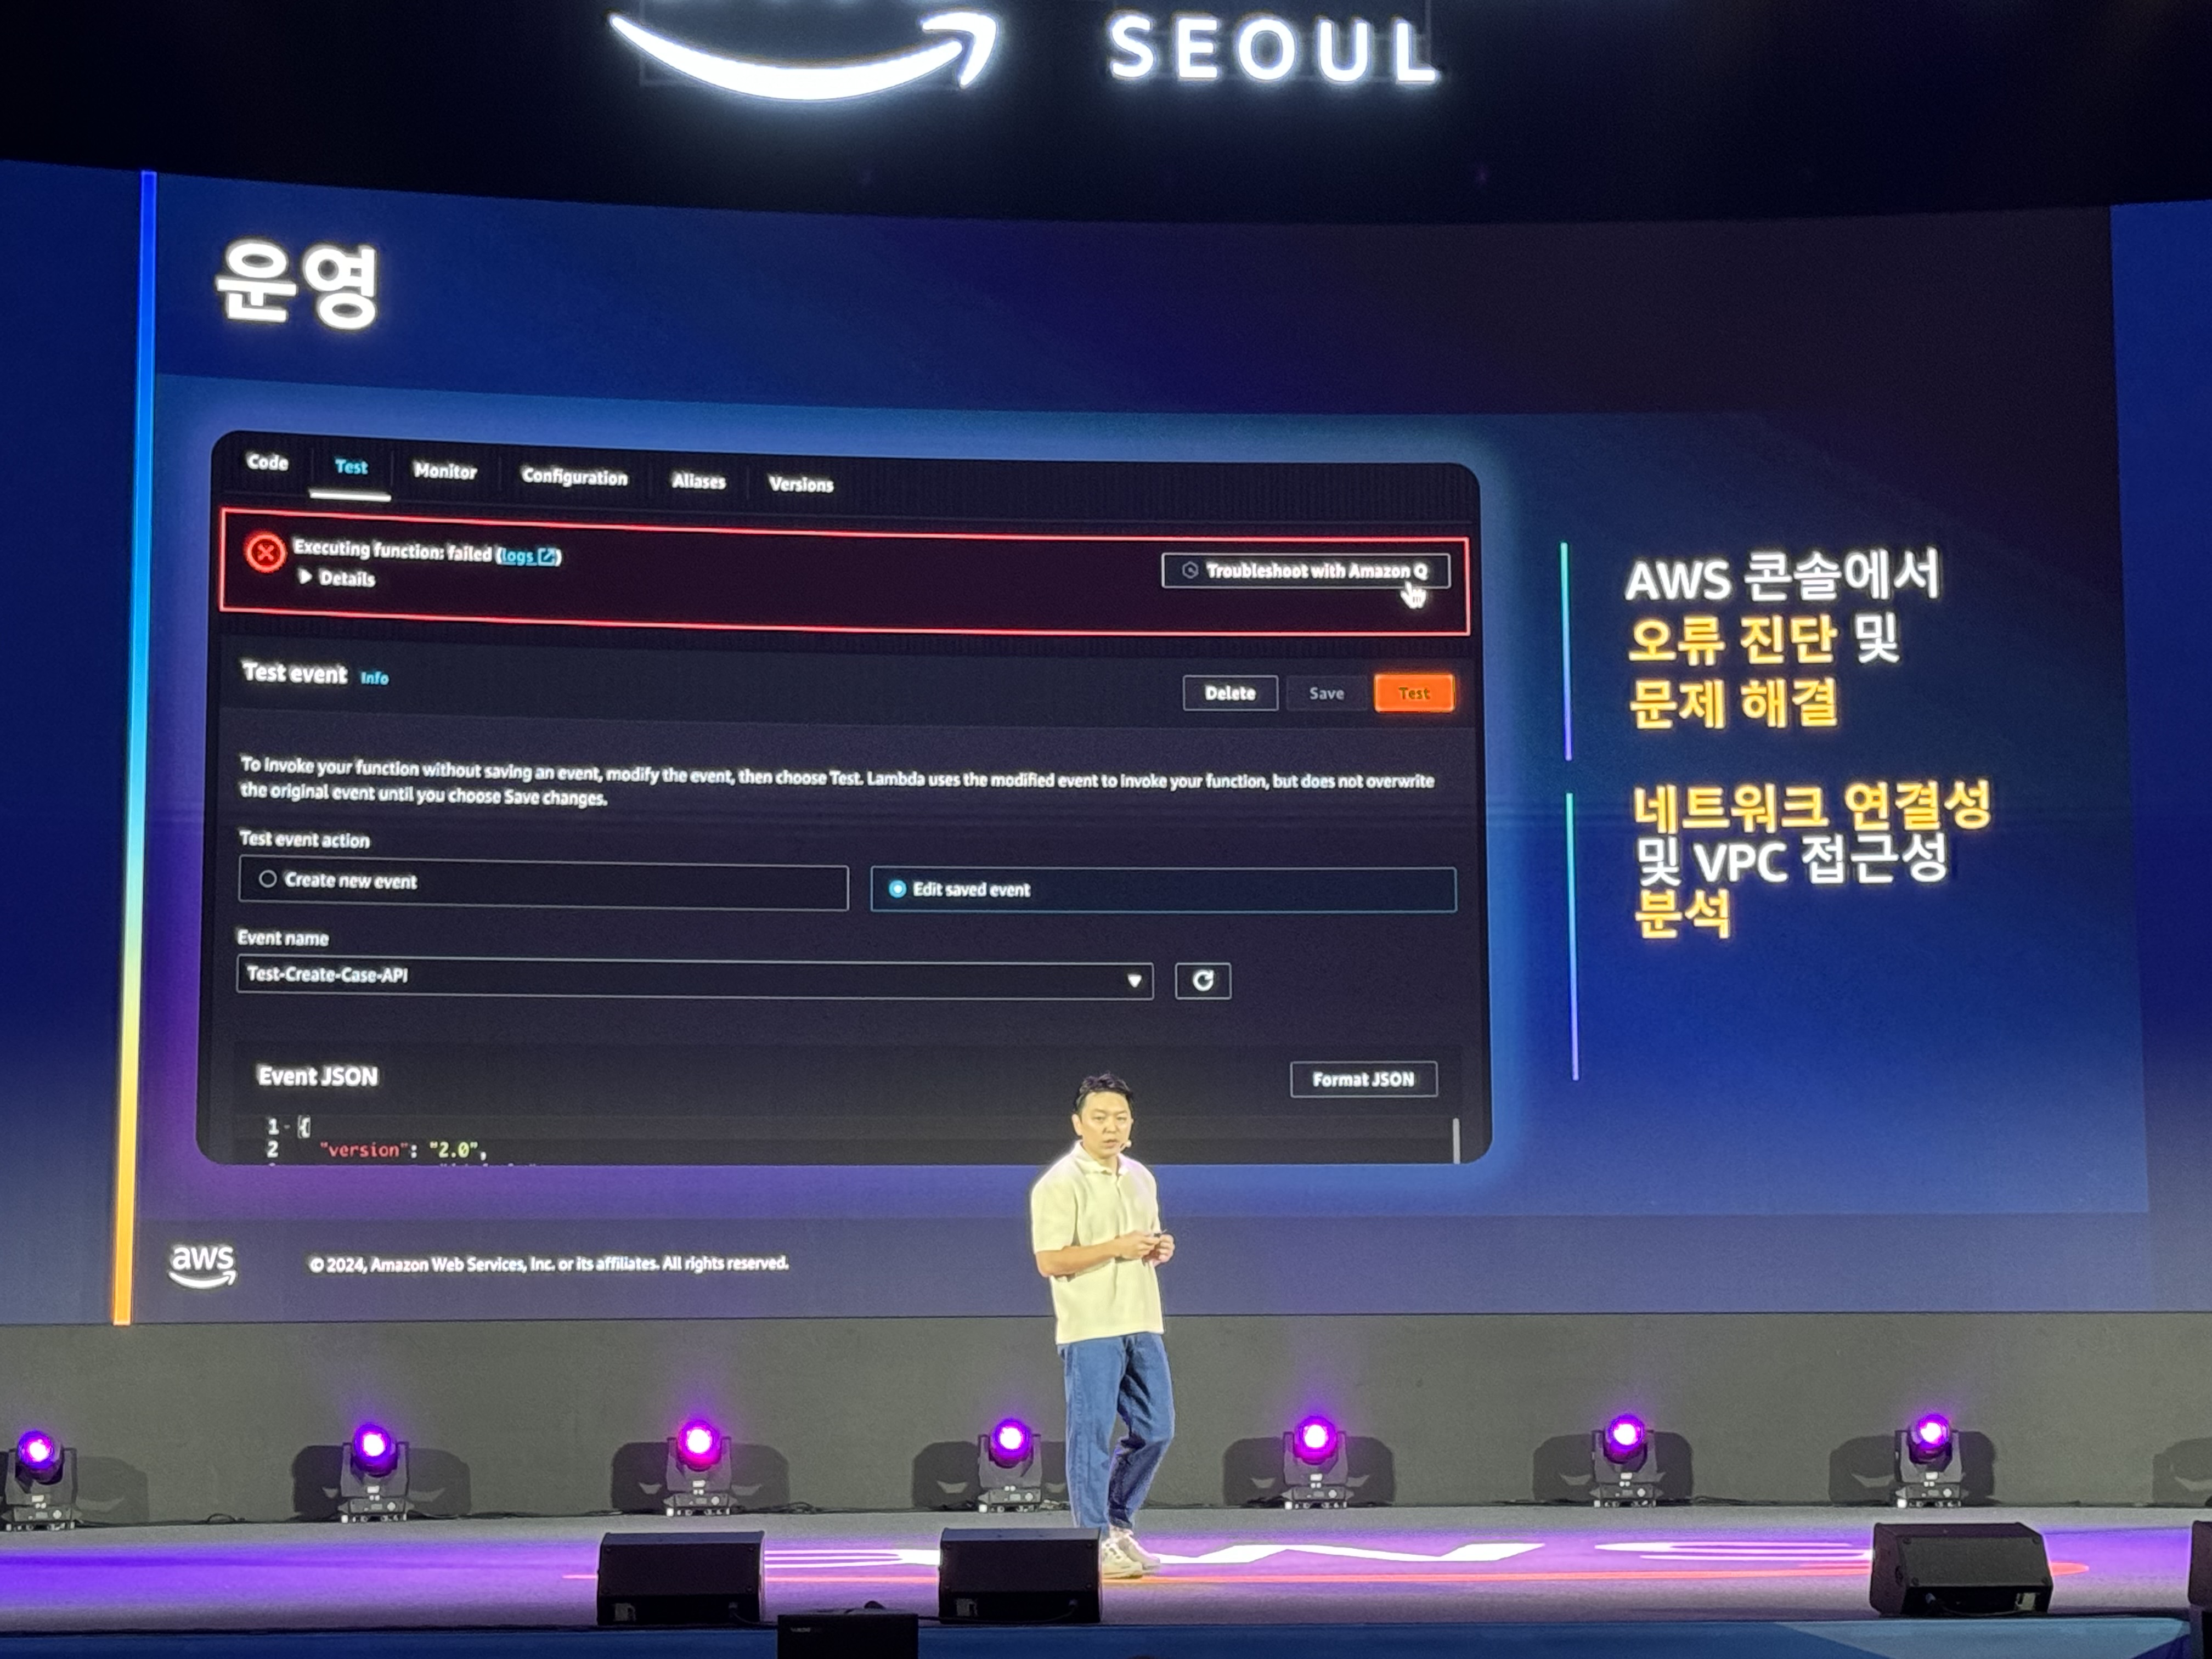 SEOUL
운영
Code Test Monitor Configuration Aliases Versions
Executing function: failed (logs)
Details
Troubleshoot with Amazon Q
Test event Info
Delete Save Test
To invoke your function without saving an event, modify the event, then choose Test. Lambda uses the modified event to invoke your function, but does not overwrite
the original event until you choose Save changes.
Test event action
Create new event
Edit saved event
Event name
Test-Create-Case-API
Event JSON
Format JSON
1 {
2 "version": "2.0",
AWS 콘솔에서
오류 진단 및
문제 해결
네트워크 연결성
및 VPC 접근성
분석
aws
© 2024, Amazon Web Services, Inc. or its affiliates. All rights reserved.